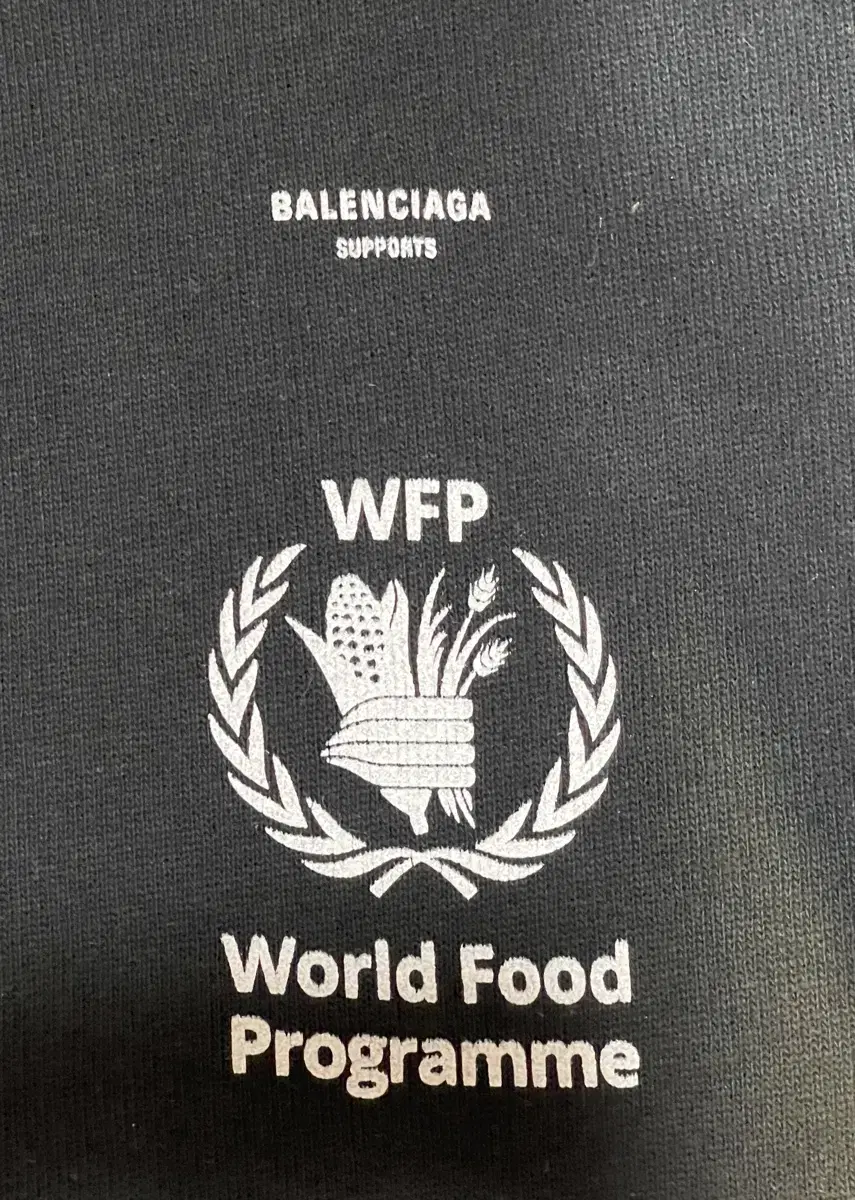 BALENCIAGA
SUPPORTS
WFP
World Food
Programme